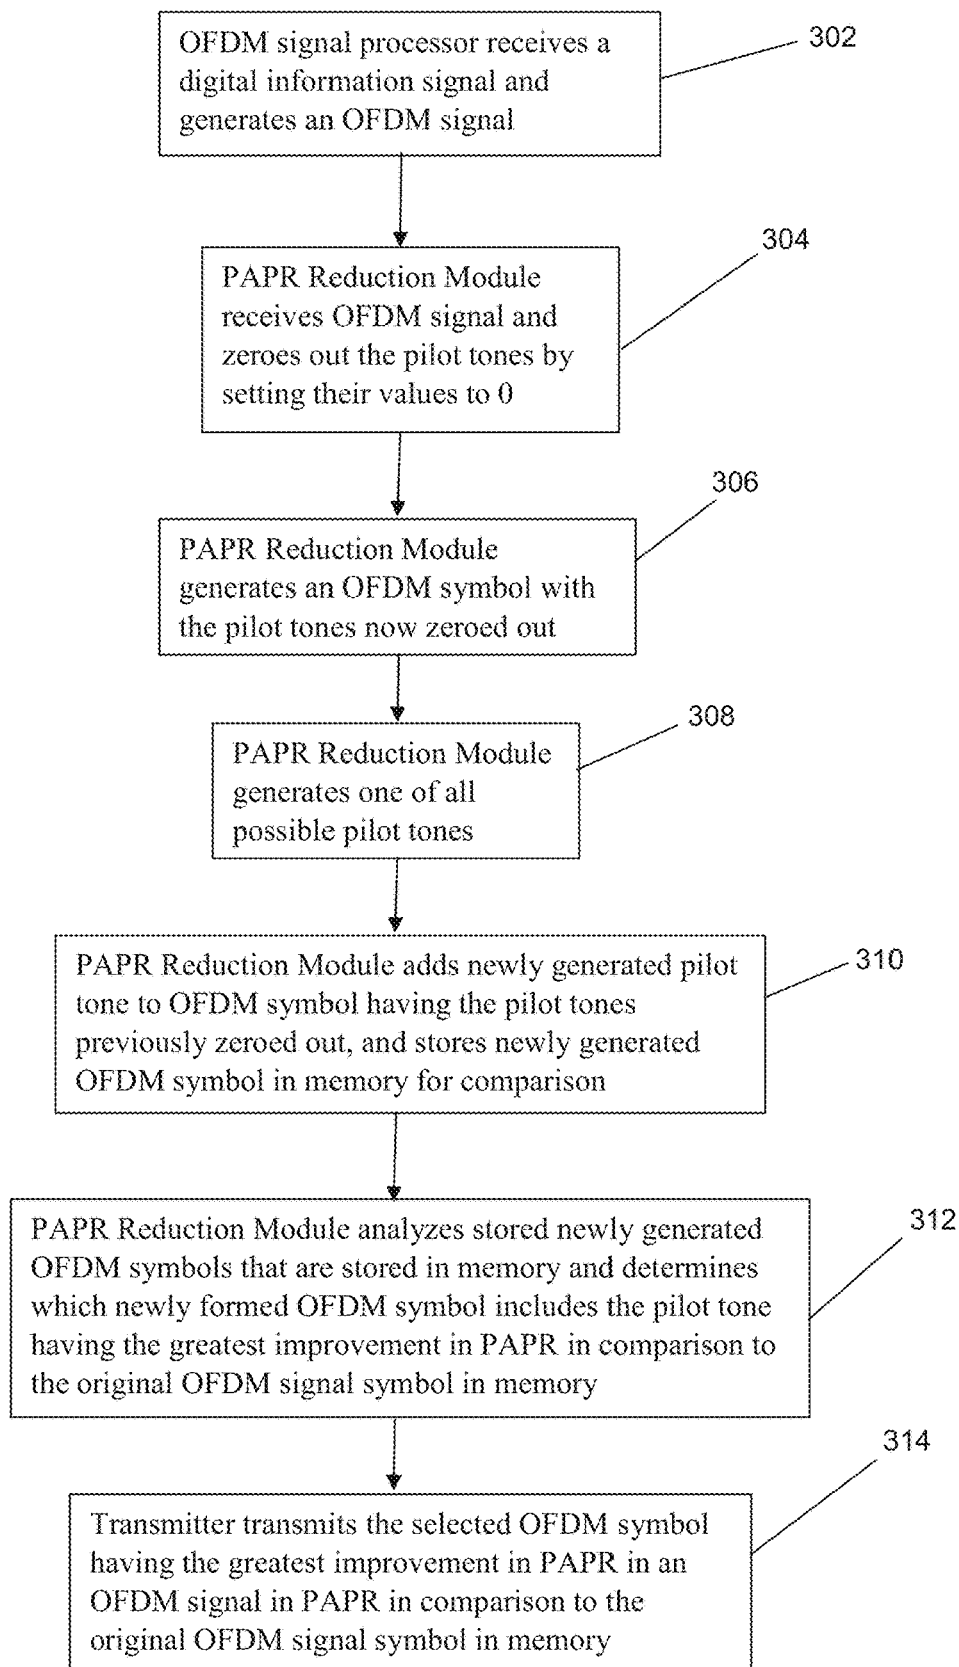 OFDM signal processor receives a
digital information signal and
generates an OFDM signal
302
PAPR Reduction Module
receives OFDM signal and
zeroes out the pilot tones by
setting their values to 0
304
PAPR Reduction Module
generates an OFDM symbol with
the pilot tones now zeroed out
306
PAPR Reduction Module
generates one of all
possible pilot tones
308
PAPR Reduction Module adds newly generated pilot
tone to OFDM symbol having the pilot tones
previously zeroed out, and stores newly generated
OFDM symbol in memory for comparison
310
PAPR Reduction Module analyzes stored newly generated
OFDM symbols that are stored in memory and determines
which newly formed OFDM symbol includes the pilot tone
having the greatest improvement in PAPR in comparison to
the original OFDM signal symbol in memory
312
Transmitter transmits the selected OFDM symbol
having the greatest improvement in PAPR in an
OFDM signal in PAPR in comparison to the
original OFDM signal symbol in memory
314